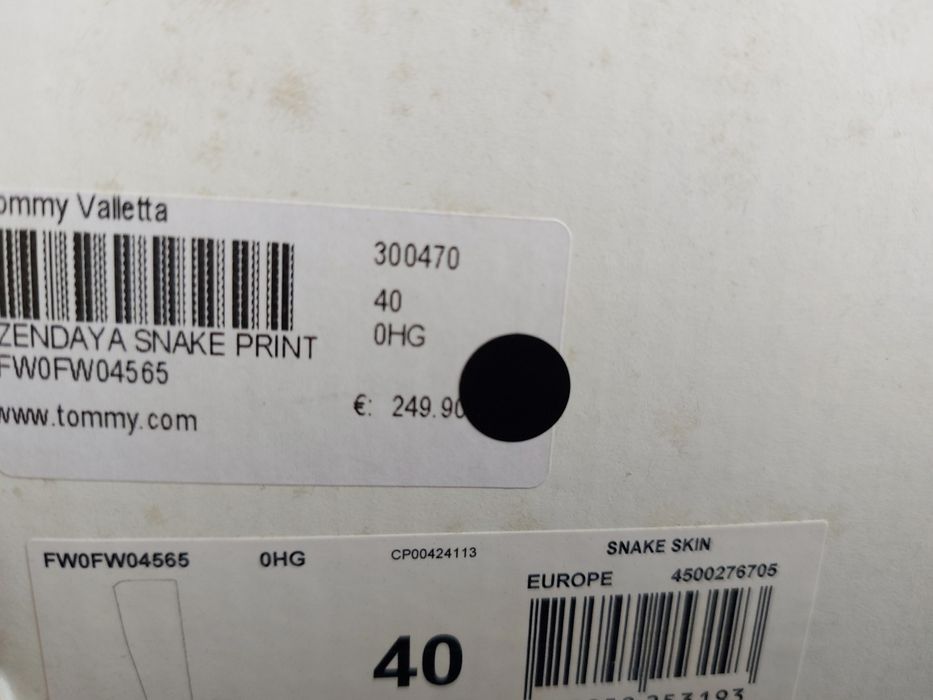 ommy Valletta
300470
40
ZENDAYA SNAKE PRINT
0HG
FW0FW04565
€: 249.90
www.tommy.com
FW0FW04565 0HG CP00424113 SNAKE SKIN
EUROPE 4500276705
40
253193